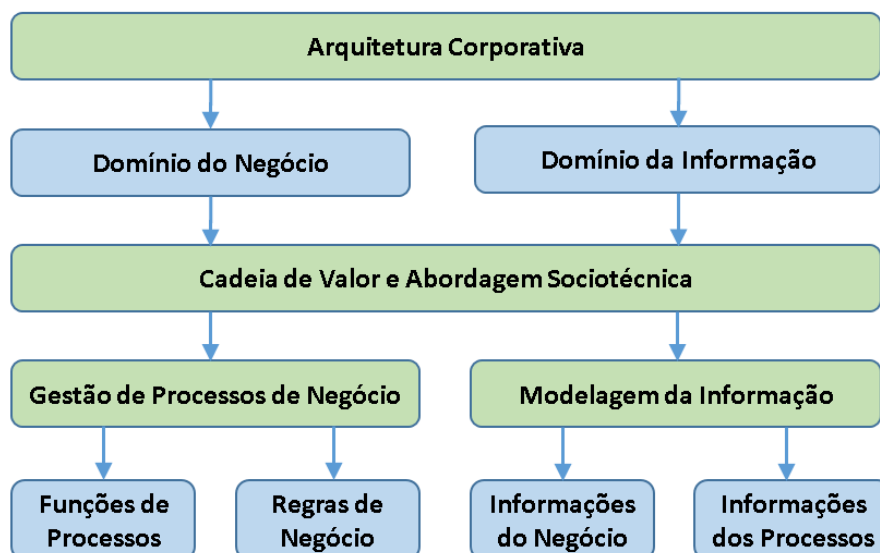 Arquitetura Corporativa
Domínio do Negócio
Domínio da Informação
Cadeia de Valor e Abordagem Sociotécnica
Gestão de Processos de Negócio
Modelagem da Informação
Funções de
Processos
Regras de
Negócio
Informações
do Negócio
Informações
dos Processos